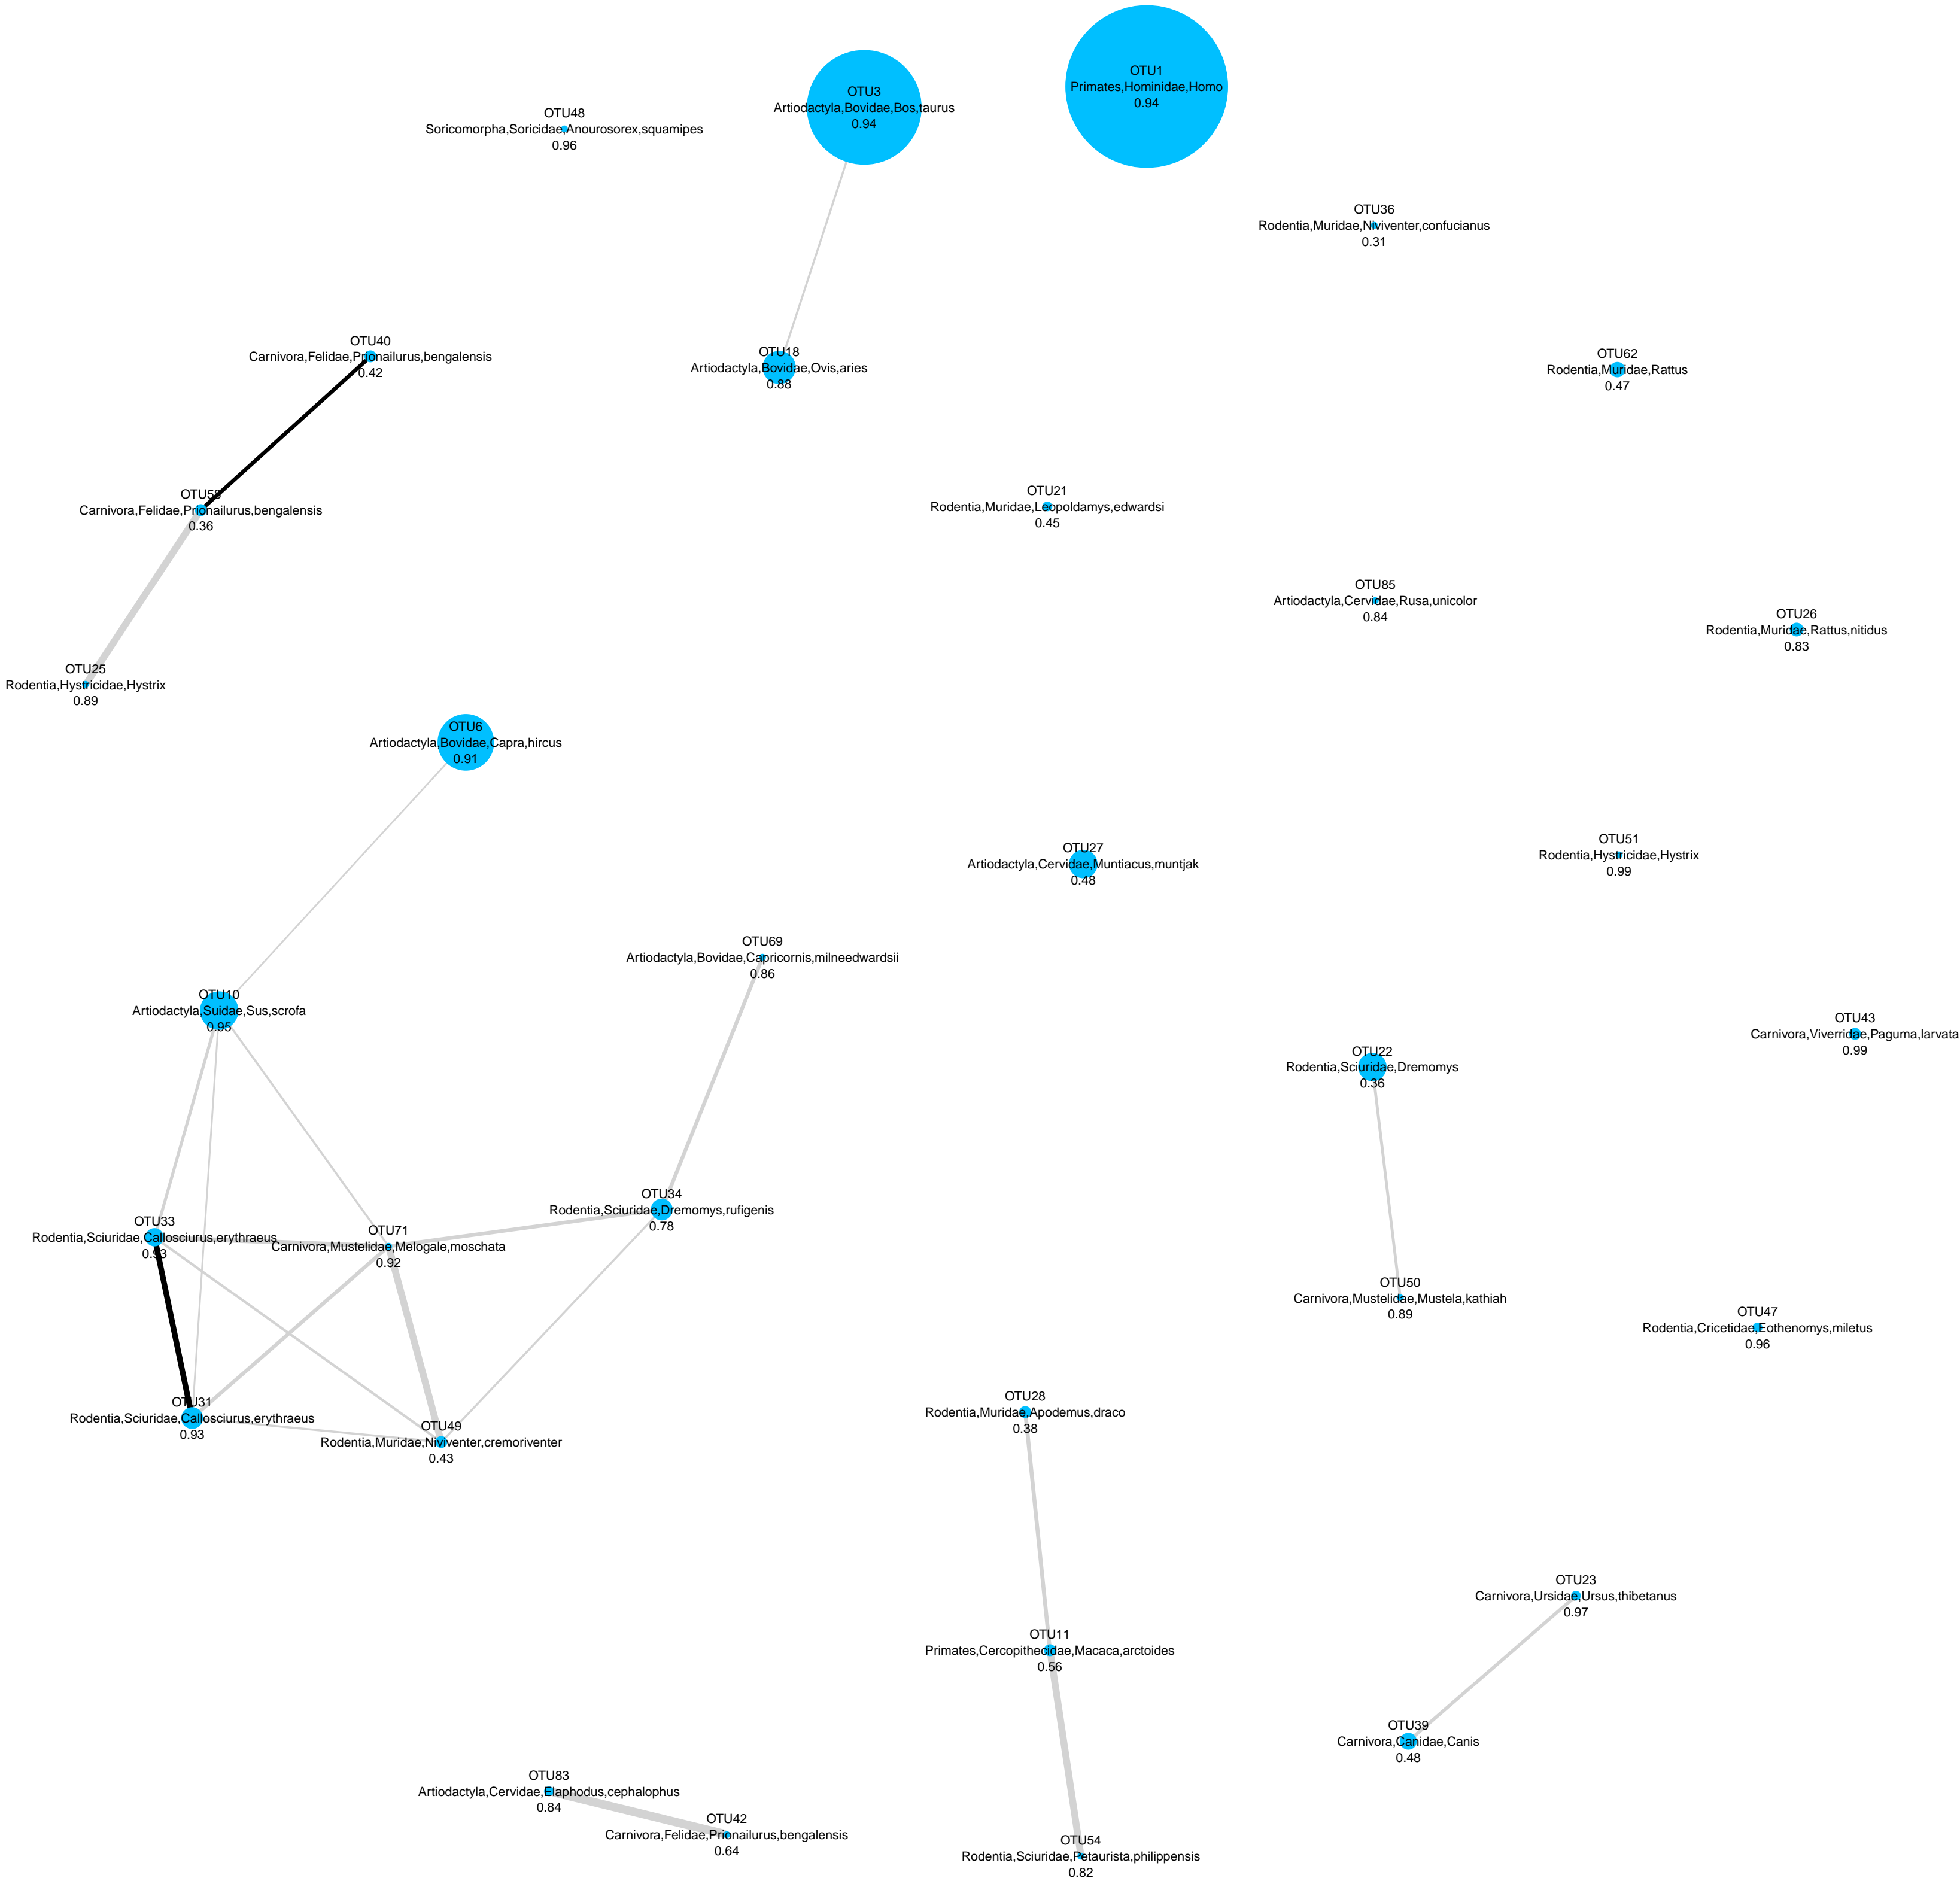 OTU1
Primates,Hominidae,Homo
0.94
OTU3
Artiodactyla,Bovidae,Bos,taurus
0.94
OTU48
Soricomorpha,Soricidae,Anourosorex,squamipes
0.96
OTU36
Rodentia,Muridae,Niviventer,confucianus
0.31
OTU40
Carnivora,Felidae,Prionailurus,bengalensis
0.42
OTU18
Artiodactyla,Bovidae,Ovis,aries
0.88
OTU62
Rodentia,Muridae,Rattus
0.47
Carnivora,Felidae,Prionailurus,bengalensis
0.36
OTU21
Rodentia,Muridae,Leopoldamys,edwardsi
0.45
OTU85
Artiodactyla,Cervidae,Rusa,unicolor
0.84
OTU26
Rodentia,Muridae,Rattus,nitidus
0.83
OTU25
Rodentia,Hystricidae,Hystrix
0.89
OTU6
Artiodactyla,Bovidae,Capra,hircus
0.91
OTU27
Artiodactyla,Cervidae,Muntiacus,muntjak
0.48
OTU51
Rodentia,Hystricidae,Hystrix
0.99
OTU69
Artiodactyla,Bovidae,Capricornis,milneedwardsii
0.86
OTU10
Artiodactyla,Suidae,Sus,scrofa
0.95
OTU43
Carnivora,Viverridae,Paguma,larvata
0.99
OTU22
Rodentia,Sciuridae,Dremomys
0.36
OTU34
Rodentia,Sciuridae,Dremomys,rufigenis
0.78
OTU33
Rodentia,Sciuridae,Callosciurus,erythraeus
0.93
OTU71
Carnivora,Mustelidae,Melogale,moschata
0.92
OTU50
Carnivora,Mustelidae,Mustela,kathiah
0.89
OTU47
Rodentia,Cricetidae,Eothenomys,miletus
0.96
OTU31
Rodentia,Sciuridae,Callosciurus,erythraeus
0.93
OTU49
Rodentia,Muridae,Niviventer,cremoriventer
0.43
OTU28
Rodentia,Muridae,Apodemus,draco
0.38
OTU23
Carnivora,Ursidae,Ursus,thibetanus
0.97
OTU11
Primates,Cercopithecidae,Macaca,arctoides
0.56
OTU39
Carnivora,Canidae,Canis
0.48
OTU83
Artiodactyla,Cervidae,Elaphodus,cephalophus
0.84
OTU42
Carnivora,Felidae,Prionailurus,bengalensis
0.64
OTU54
Rodentia,Sciuridae,Petaurista,philippensis
0.82